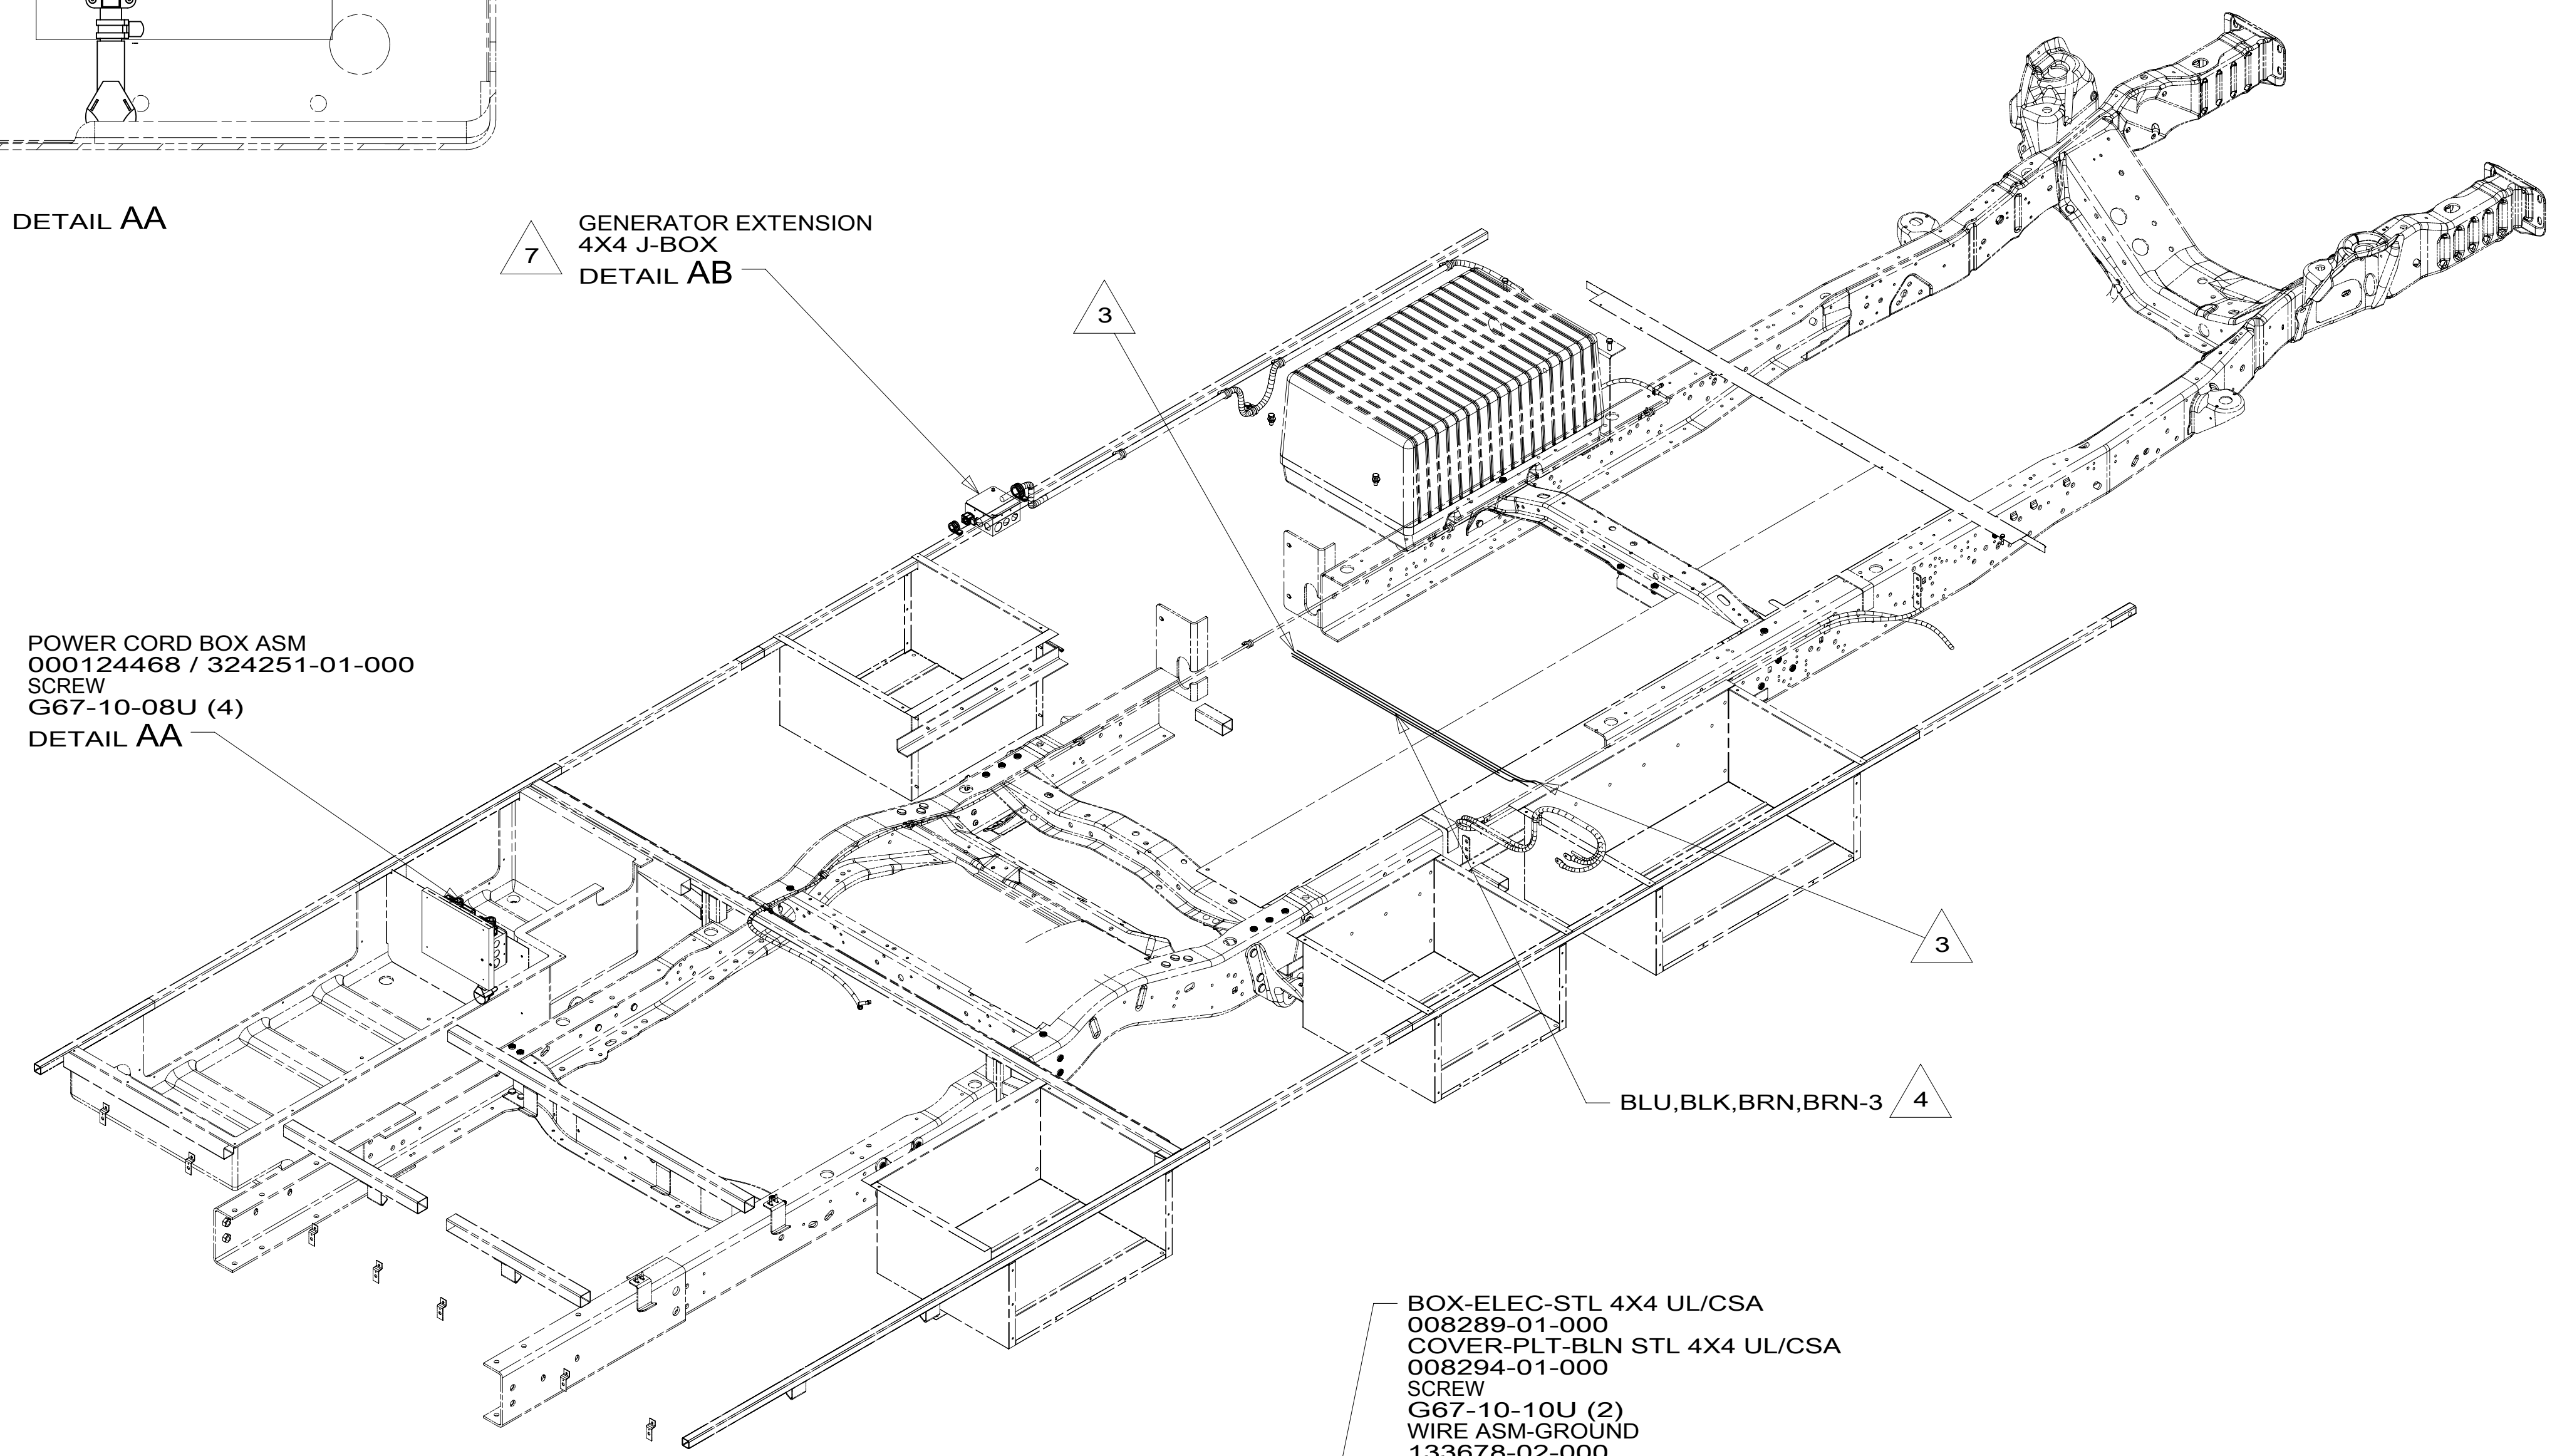 DETAIL AA
7
GENERATOR EXTENSION
4X4 J-BOX
DETAIL AB
3
POWER CORD BOX ASM
000124468 / 324251-01-000
SCREW
G67-10-08U (4)
DETAIL AA
3
BLU,BLK,BRN,BRN-3
4
BOX-ELEC-STL 4X4 UL/CSA
008289-01-000
COVER-PLT-BLN STL 4X4 UL/CSA
008294-01-000
SCREW
G67-10-10U (2)
WIRE ASM-GROUND
133678-02-000